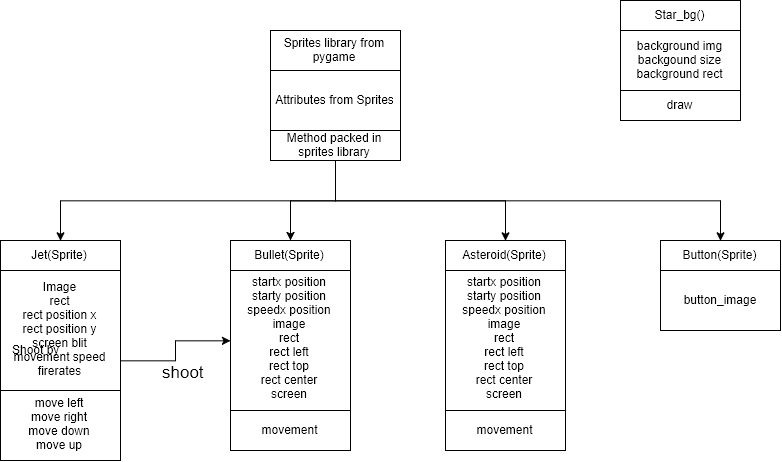 Star_bg()
background img
backgound size
background rect
draw
Sprites library from
pygame
Attributes from Sprites
Method packed in
sprites library
Jet(Sprite)
Image
rect
rect position x
rect position y
screen blit
Shoot by
movement speed
firerates
move left
move right
move down
move up
shoot
Bullet(Sprite)
startx position
starty position
speedx position
image
rect
rect left
rect top
rect center
screen
movement
Asteroid(Sprite)
startx position
starty position
speedx position
image
rect
rect left
rect top
rect center
screen
movement
Button(Sprite)
button_image